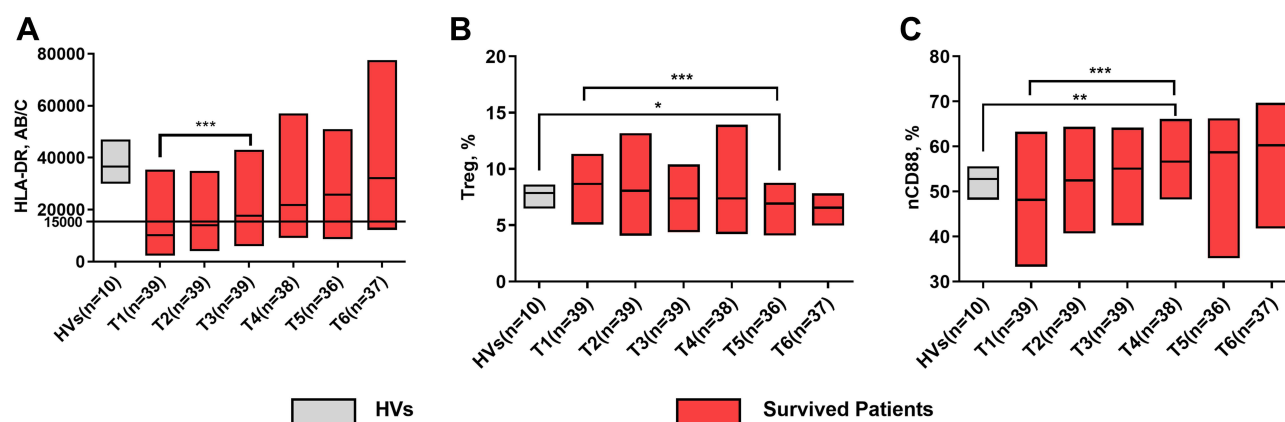 A
HLA-DR, AB/C
80000
60000
40000
20000
15000
0
***
HVs(n=10)
T1(n=39)
T2(n=39)
T3(n=39)
T4(n=38)
T5(n=36)
T6(n=37)
B
Treg, %
20
15
10
5
0
***
*
HVs(n=10)
T1(n=39)
T2(n=39)
T3(n=39)
T4(n=38)
T5(n=36)
T6(n=37)
C
nCD88, %
80
70
60
50
40
30
***
**
HVs(n=10)
T1(n=39)
T2(n=39)
T3(n=39)
T4(n=38)
T5(n=36)
T6(n=37)
HVs
Survived Patients